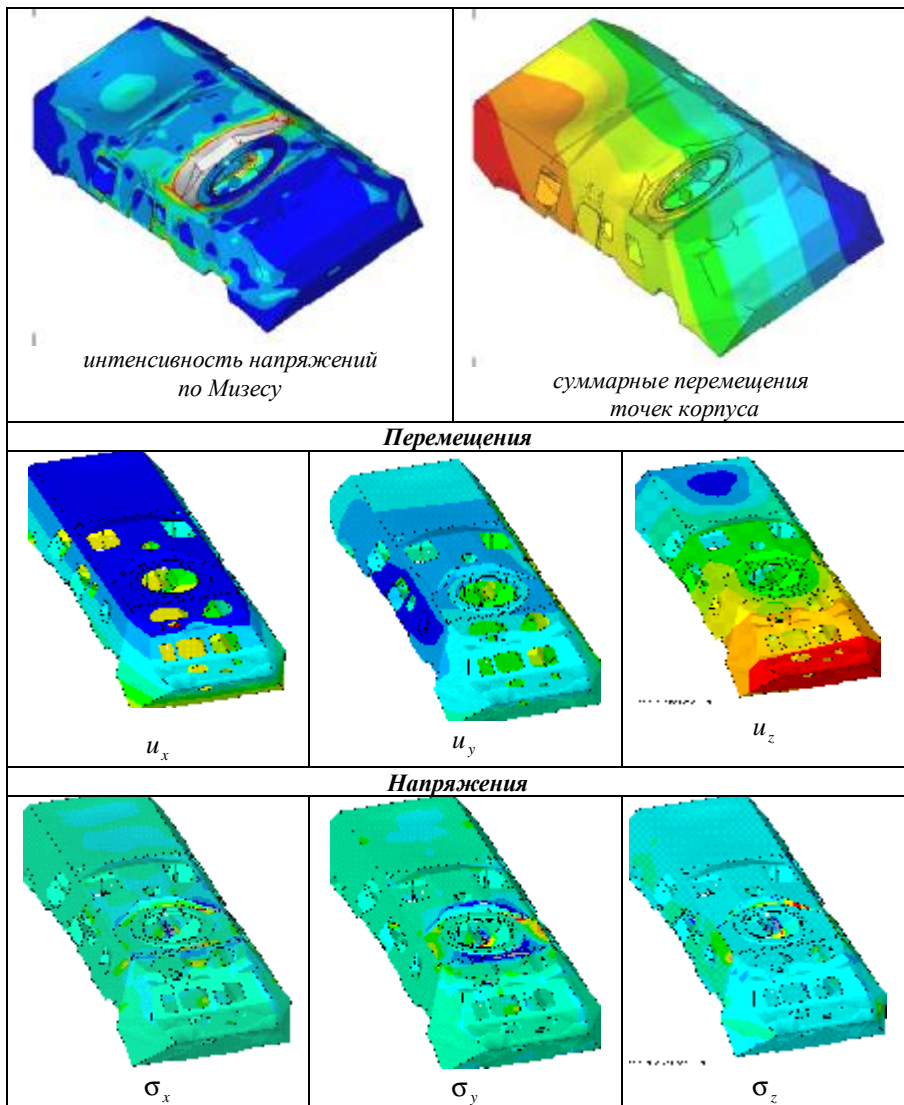 интенсивность напряжений
по Мизесу
суммарные перемещения
точек корпуса
Перемещения
u_x
u_y
u_z
Напряжения
σ_x
σ_y
σ_z